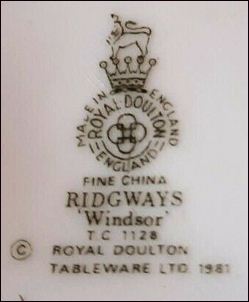 MADE IN ENGLAND
ROYAL DOULTON
ENGLAND
FINE CHINA
RIDGWAYS
'Windsor'
T C 1128
© ROYAL DOULTON
TABLEWARE LTD 1981